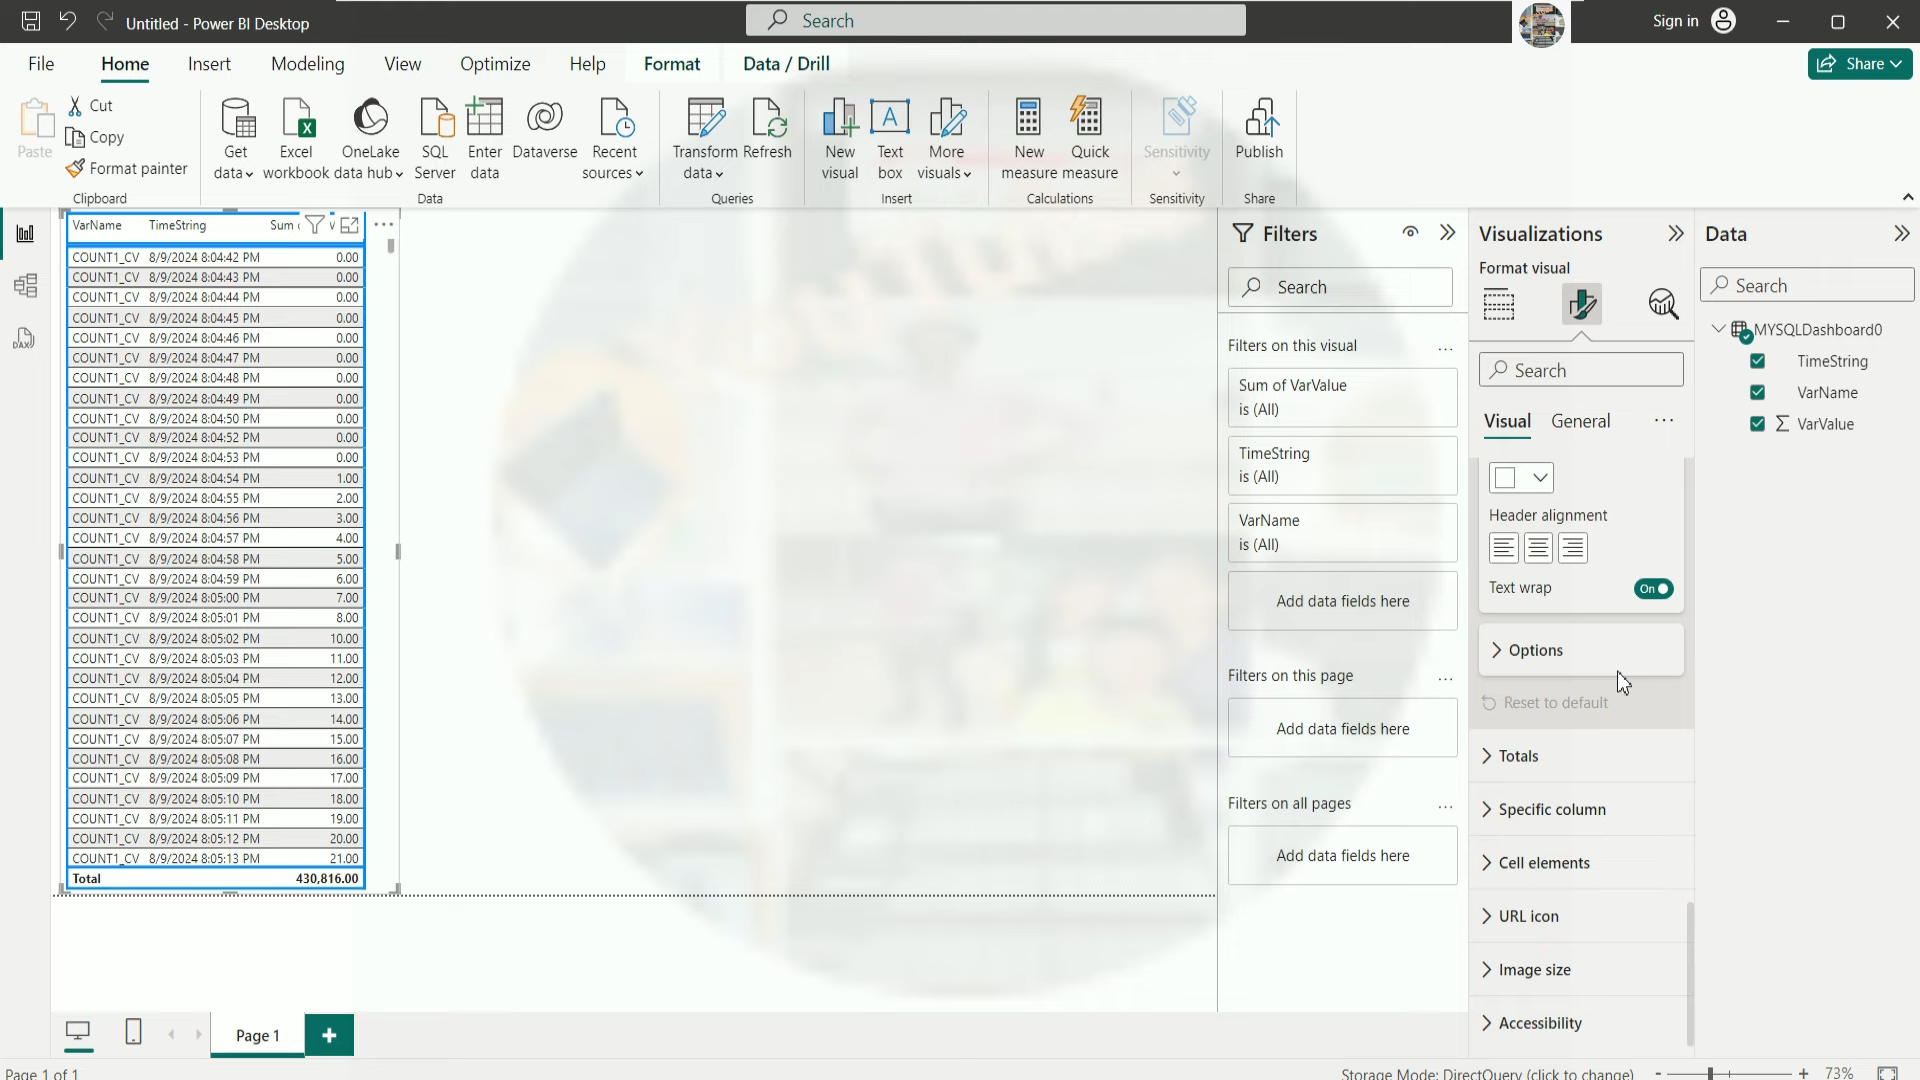 Untitled - Power BI Desktop
Search
Sign in
File
Home
Insert
Modeling
View
Optimize
Help
Format
Data / Drill
Share
Paste
Cut
Copy
Format painter
Clipboard
Get data
Excel workbook
OneLake data hub
SQL Server
Enter data
Dataverse
Recent sources
Data
Transform data
Refresh
Queries
New visual
Text box
More visuals
Insert
New measure
Quick measure
Calculations
Sensitivity
Sensitivity
Publish
Share
VarName TimeString Sum
COUNT1_CV 8/9/2024 8:04:42 PM 0.00
COUNT1_CV 8/9/2024 8:04:43 PM 0.00
COUNT1_CV 8/9/2024 8:04:44 PM 0.00
COUNT1_CV 8/9/2024 8:04:45 PM 0.00
COUNT1_CV 8/9/2024 8:04:46 PM 0.00
COUNT1_CV 8/9/2024 8:04:47 PM 0.00
COUNT1_CV 8/9/2024 8:04:48 PM 0.00
COUNT1_CV 8/9/2024 8:04:49 PM 0.00
COUNT1_CV 8/9/2024 8:04:50 PM 0.00
COUNT1_CV 8/9/2024 8:04:52 PM 0.00
COUNT1_CV 8/9/2024 8:04:53 PM 0.00
COUNT1_CV 8/9/2024 8:04:54 PM 1.00
COUNT1_CV 8/9/2024 8:04:55 PM 2.00
COUNT1_CV 8/9/2024 8:04:56 PM 3.00
COUNT1_CV 8/9/2024 8:04:57 PM 4.00
COUNT1_CV 8/9/2024 8:04:58 PM 5.00
COUNT1_CV 8/9/2024 8:04:59 PM 6.00
COUNT1_CV 8/9/2024 8:05:00 PM 7.00
COUNT1_CV 8/9/2024 8:05:01 PM 8.00
COUNT1_CV 8/9/2024 8:05:02 PM 10.00
COUNT1_CV 8/9/2024 8:05:03 PM 11.00
COUNT1_CV 8/9/2024 8:05:04 PM 12.00
COUNT1_CV 8/9/2024 8:05:05 PM 13.00
COUNT1_CV 8/9/2024 8:05:06 PM 14.00
COUNT1_CV 8/9/2024 8:05:07 PM 15.00
COUNT1_CV 8/9/2024 8:05:08 PM 16.00
COUNT1_CV 8/9/2024 8:05:09 PM 17.00
COUNT1_CV 8/9/2024 8:05:10 PM 18.00
COUNT1_CV 8/9/2024 8:05:11 PM 19.00
COUNT1_CV 8/9/2024 8:05:12 PM 20.00
COUNT1_CV 8/9/2024 8:05:13 PM 21.00
Total 430,816.00
Filters
Search
Filters on this visual
Sum of VarValue
is (All)
TimeString
is (All)
VarName
is (All)
Add data fields here
Filters on this page
Add data fields here
Filters on all pages
Add data fields here
Visualizations
Format visual
Search
Visual General
Header alignment
Text wrap On
Options
Reset to default
Totals
Specific column
Cell elements
URL icon
Image size
Accessibility
Data
Search
MYSQLDashboard0
TimeString
VarName
VarValue
DAX
Page 1
Page 1 of 1
Storage Mode: DirectQuery (click to change)
- + 73%